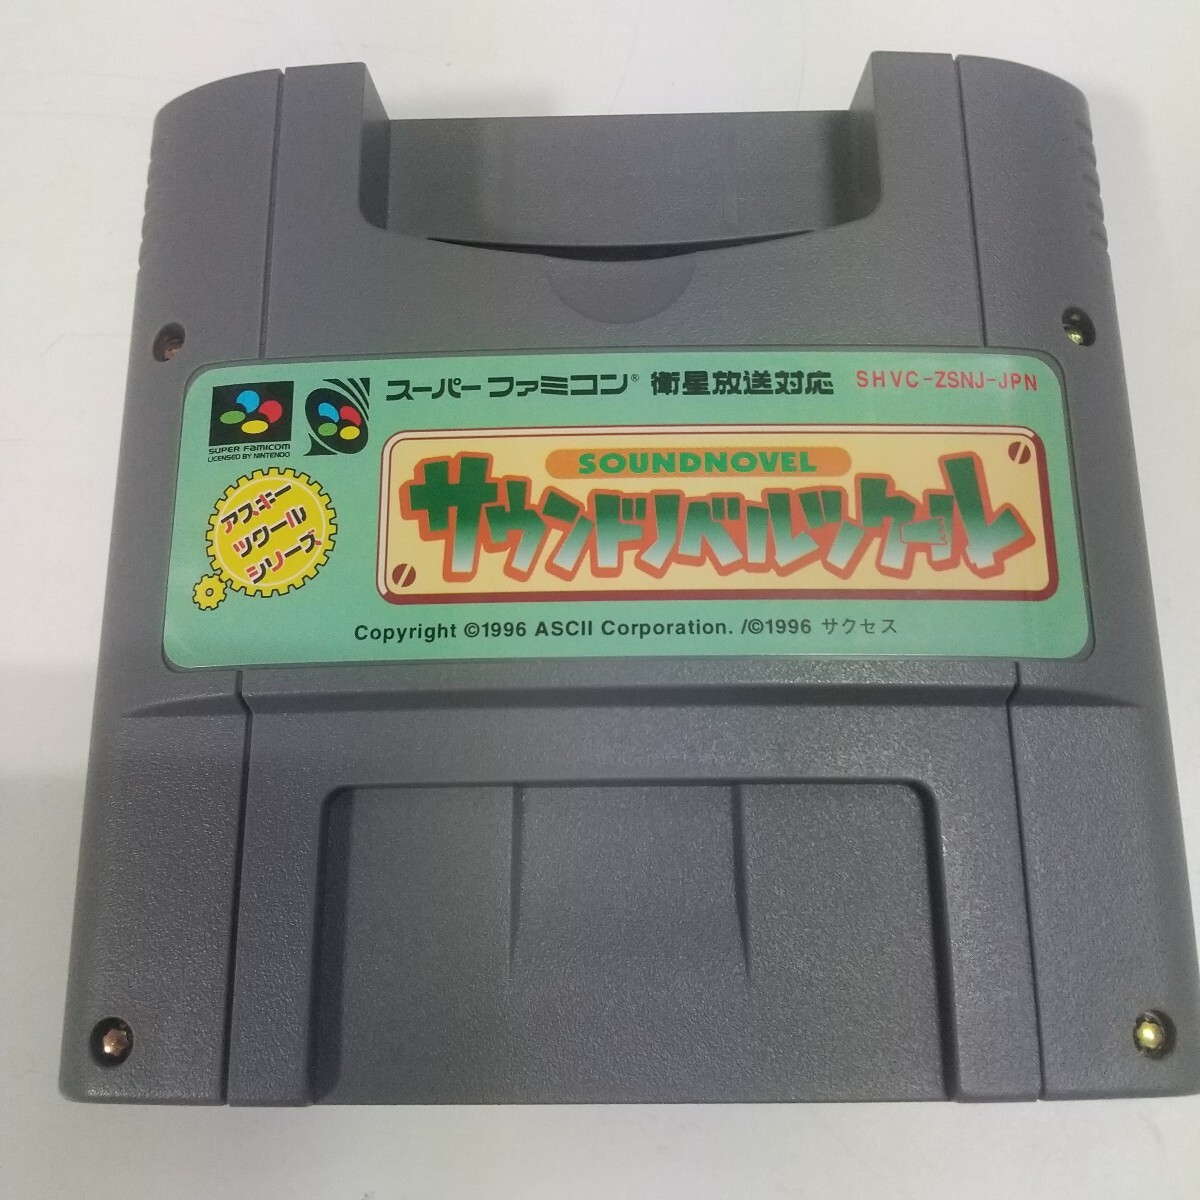 スーパーファミコン® 衛星放送対応 SHVC-ZSNJ-JPN
SUPER FAMICOM
LICENSED BY NINTENDO
SOUNDNOVEL
サウンドノベルツクール
アスキー
ツクール
シリーズ
Copyright ©1996 ASCII Corporation. /©1996 サクセス